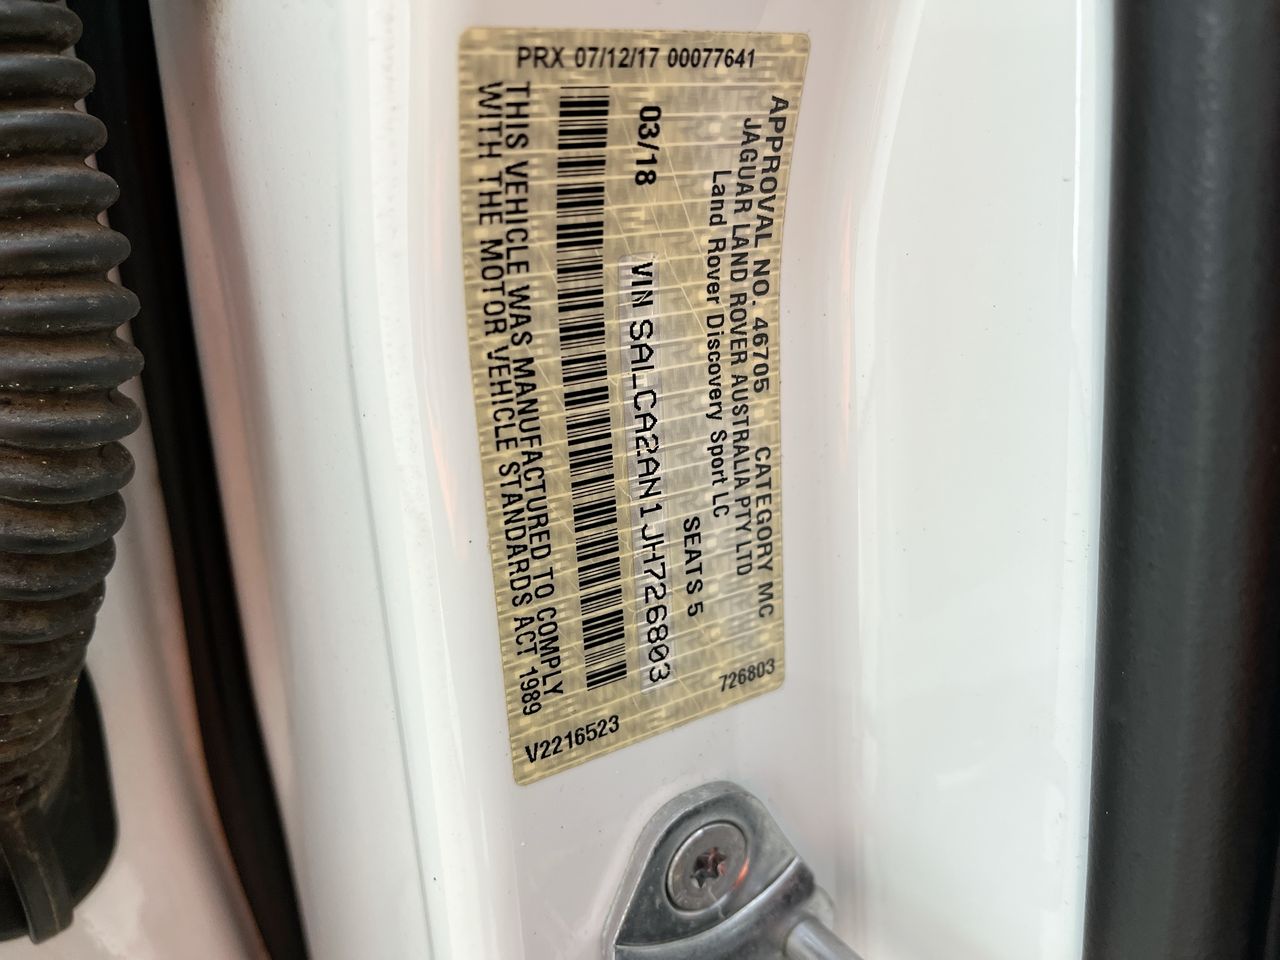 PRX 07/12/17 00077641
APPROVAL NO. 46705 CATEGORY MC
JAGUAR LAND ROVER AUSTRALIA PTY LTD
Land Rover Discovery Sport LC
SEATS 5
03/18
VIN SALCA2AN1JH726803
THIS VEHICLE WAS MANUFACTURED TO COMPLY
WITH THE MOTOR VEHICLE STANDARDS ACT 1989
V2216523
726803